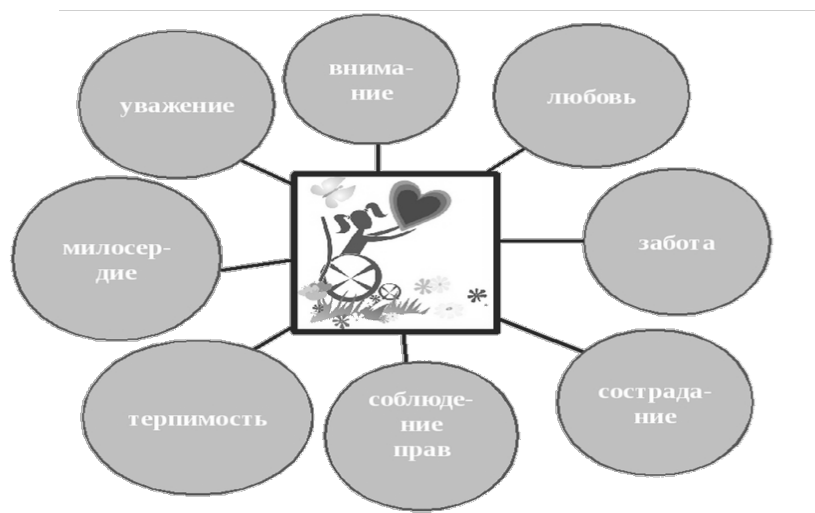 уважение
внима-
ние
любовь
милосер-
дие
забота
терпимость
соблюде-
ние
прав
сострада-
ние